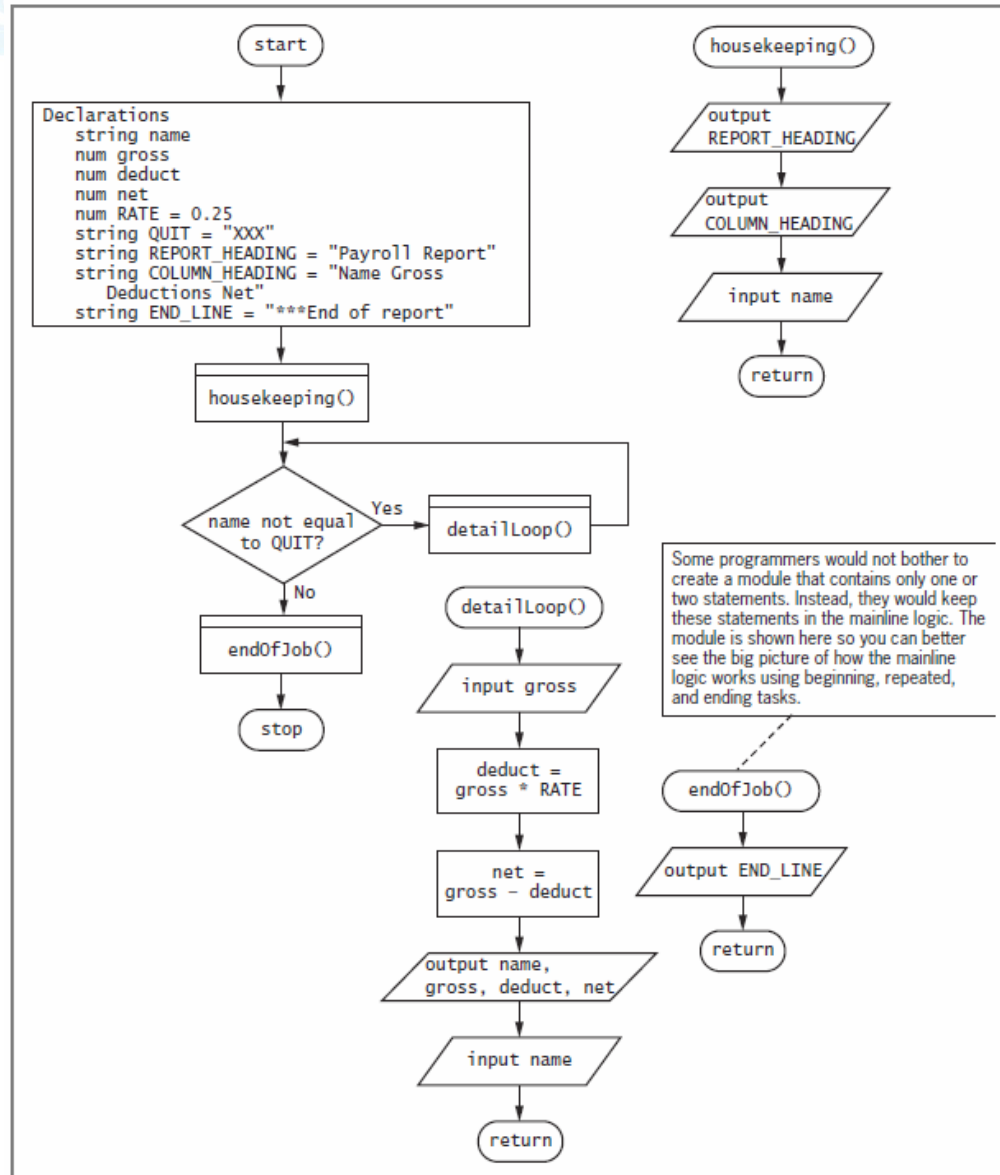 start
Declarations
string name
num gross
num deduct
num net
num RATE = 0.25
string QUIT = "XXX"
string REPORT_HEADING = "Payroll Report"
string COLUMN_HEADING = "Name Gross
Deductions Net"
string END_LINE = "***End of report"
housekeeping()
name not equal
to QUIT?
Yes
detailLoop()
No
endOfJob()
stop
housekeeping()
output
REPORT_HEADING
output
COLUMN_HEADING
input name
return
detailLoop()
input gross
deduct =
gross * RATE
net =
gross – deduct
output name,
gross, deduct, net
input name
return
Some programmers would not bother to
create a module that contains only one or
two statements. Instead, they would keep
these statements in the mainline logic. The
module is shown here so you can better
see the big picture of how the mainline
logic works using beginning, repeated,
and ending tasks.
endOfJob()
output END_LINE
return